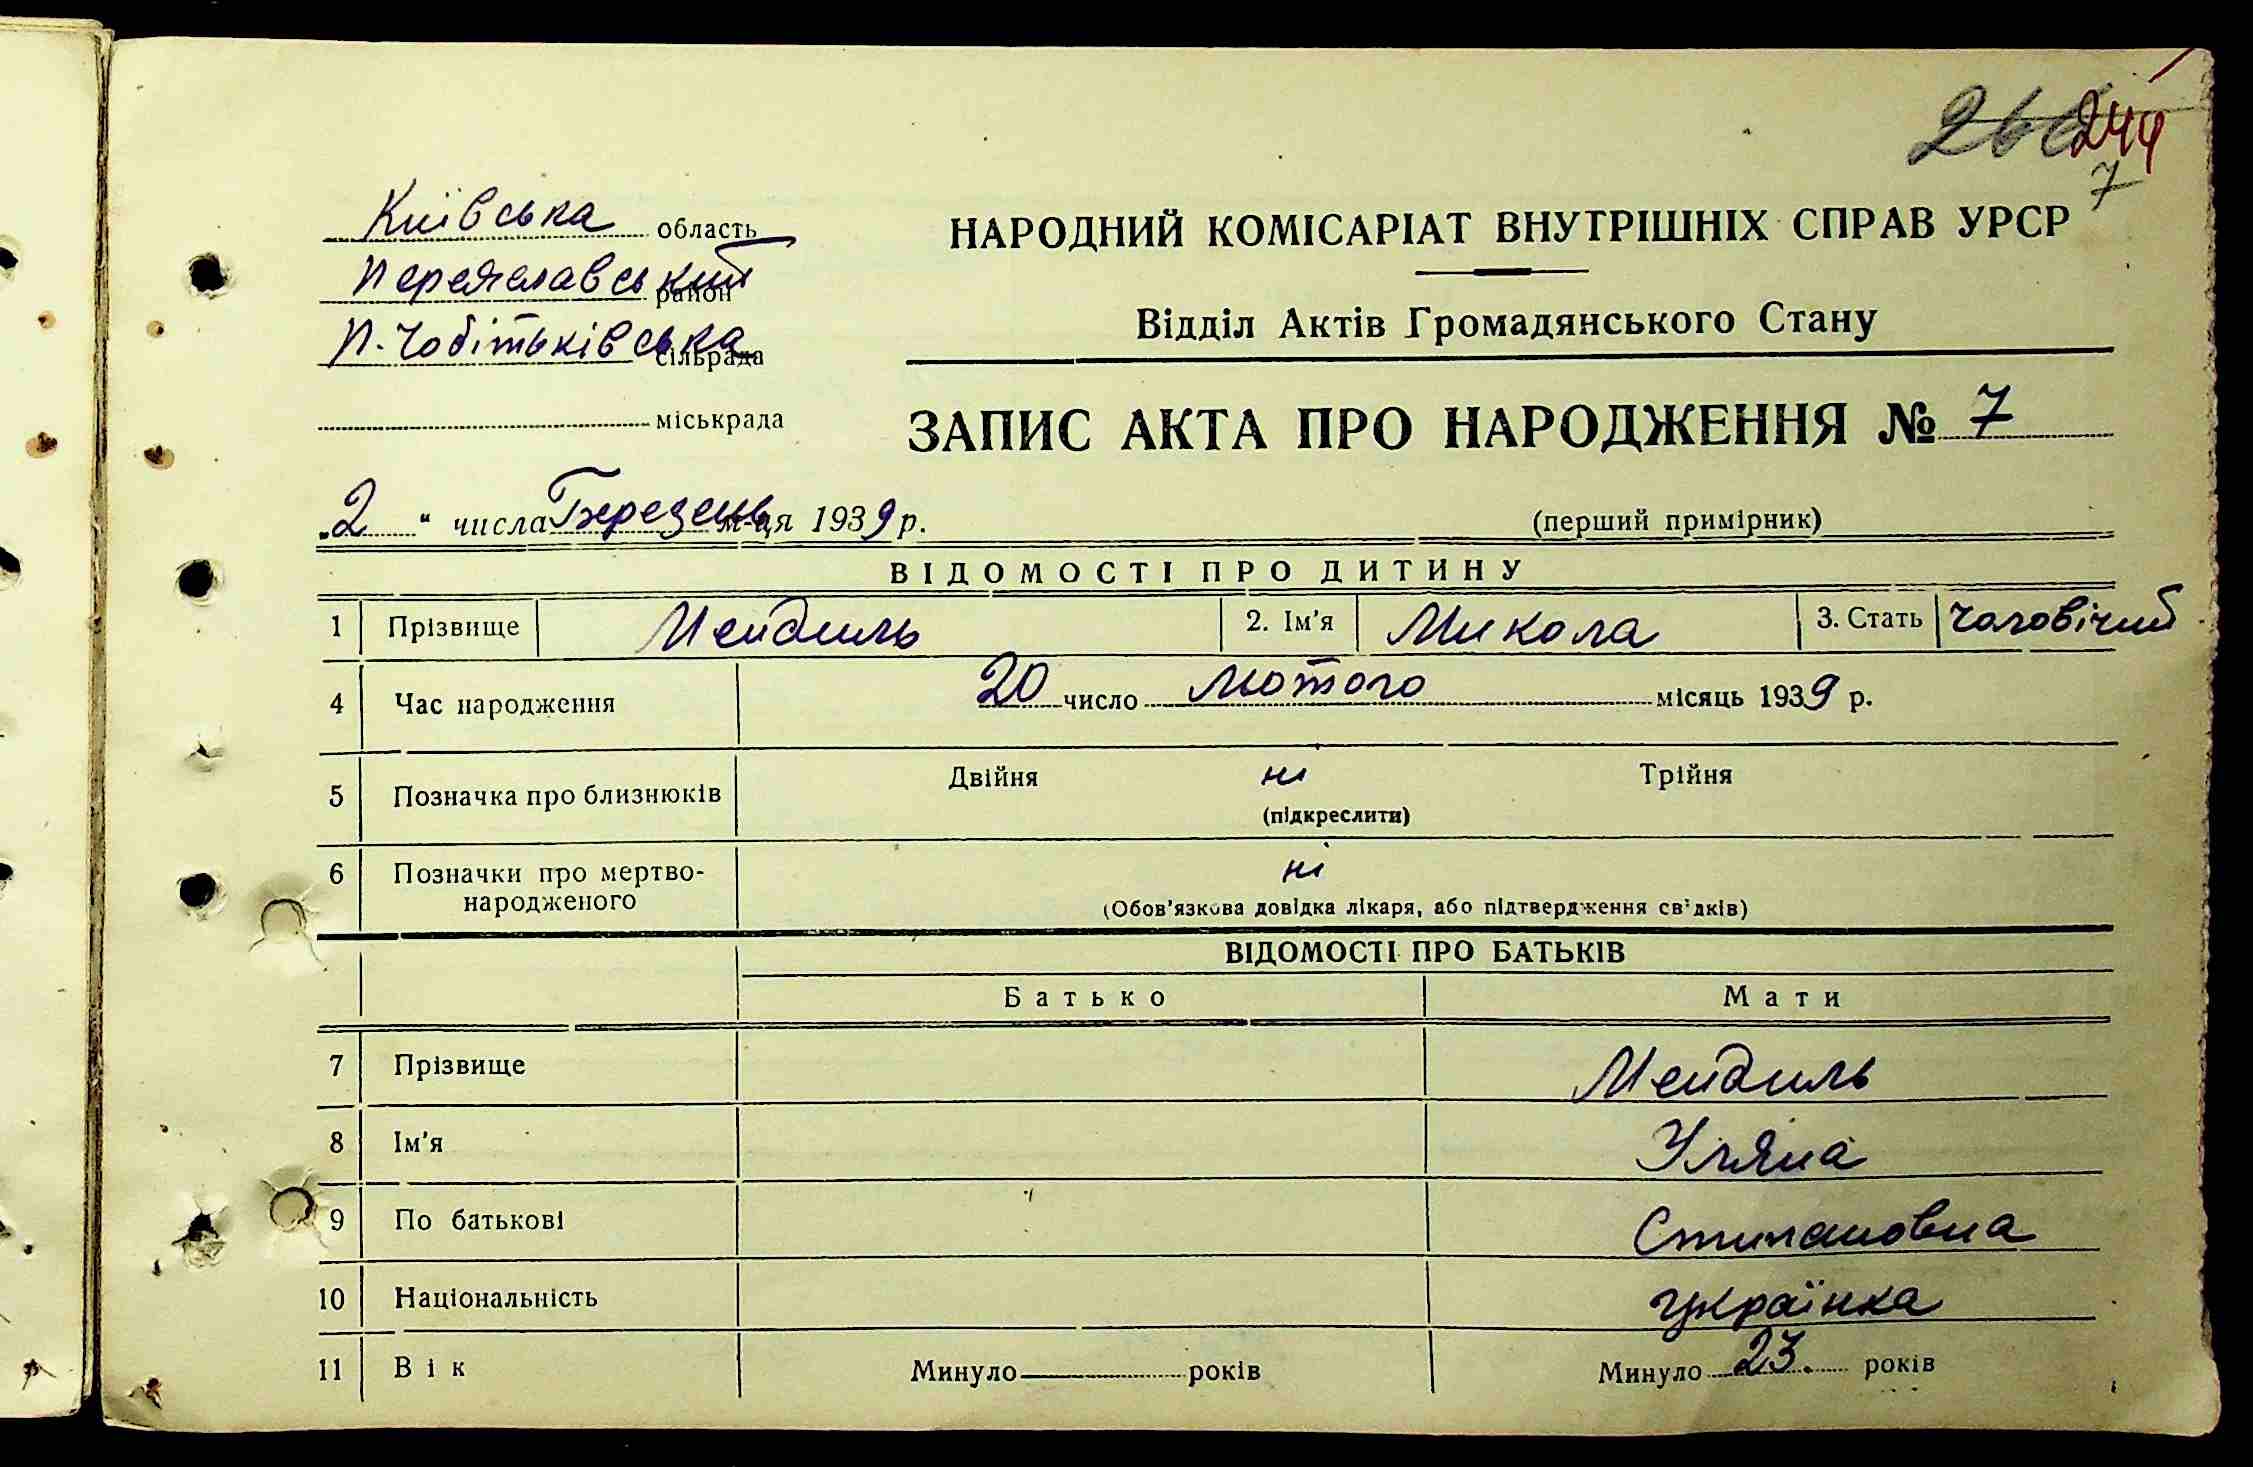 244
7
Київська область
Переяславський район
П. Чобітьківська сільрада
міськрада
НАРОДНИЙ КОМІСАРІАТ ВНУТРІШНІХ СПРАВ УРСР
Відділ Актів Громадянського Стану
ЗАПИС АКТА ПРО НАРОДЖЕННЯ № 7
„2“ числа Березень м-ця 1939 р.
(перший примірник)
ВІДОМОСТІ ПРО ДИТИНУ
1 Прізвище Мейдиль 2. Ім'я Микола 3. Стать чоловічий
4 Час народження 20 число Лютого місяць 1939 р.
5 Позначка про близнюків Двійня ні Трійня
(підкреслити)
6 Позначки про мертво-
народженого ні
(Обов'язкова довідка лікаря, або підтвердження свідків)
ВІДОМОСТІ ПРО БАТЬКІВ
Батько Мати
7 Прізвище Мейдиль
8 Ім'я Уляна
9 По батькові Стипановна
10 Національність українка
11 Вік Минуло років Минуло 23 років